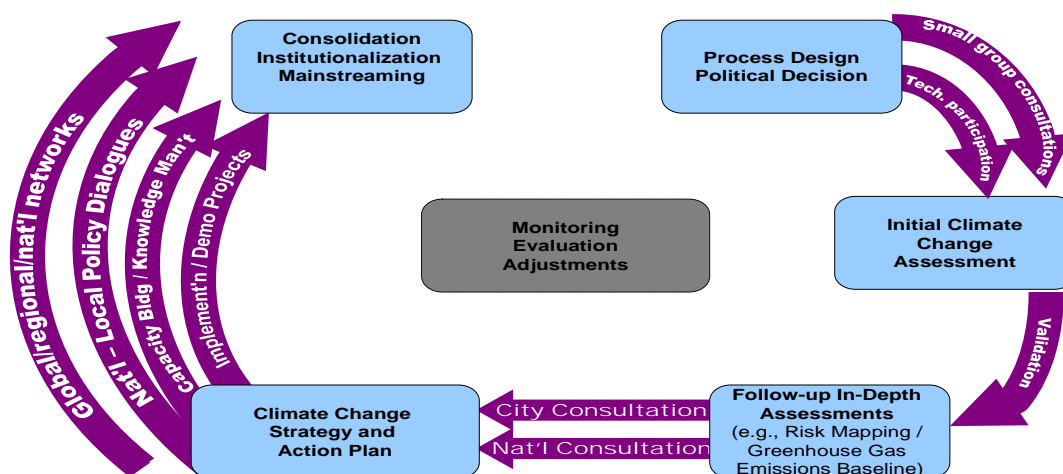 Consolidation
Institutionalization
Mainstreaming
Process Design
Political Decision
Small group consultations
Tech. participation
Initial Climate
Change
Assessment
Validation
Follow-up In-Depth
Assessments
(e.g., Risk Mapping /
Greenhouse Gas
Emissions Baseline)
City Consultation
Nat'l Consultation
Climate Change
Strategy and
Action Plan
Global/regional/nat'l networks
Nat'l – Local Policy Dialogues
Capacity Bldg / Knowledge Man't
Implement'n / Demo Projects
Monitoring
Evaluation
Adjustments